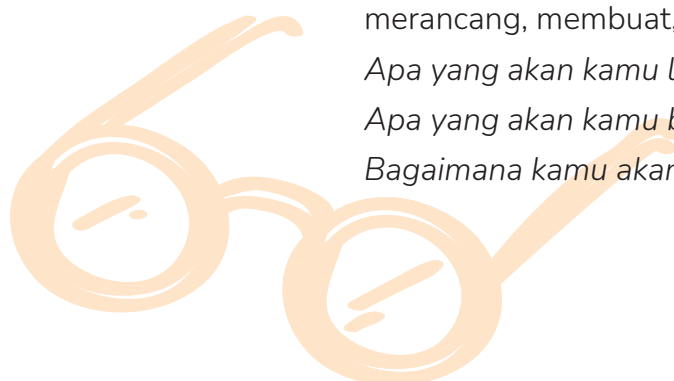 merancang, membuat,
Apa yang akan kamu
Apa yang akan kamu
Bagaimana kamu akan